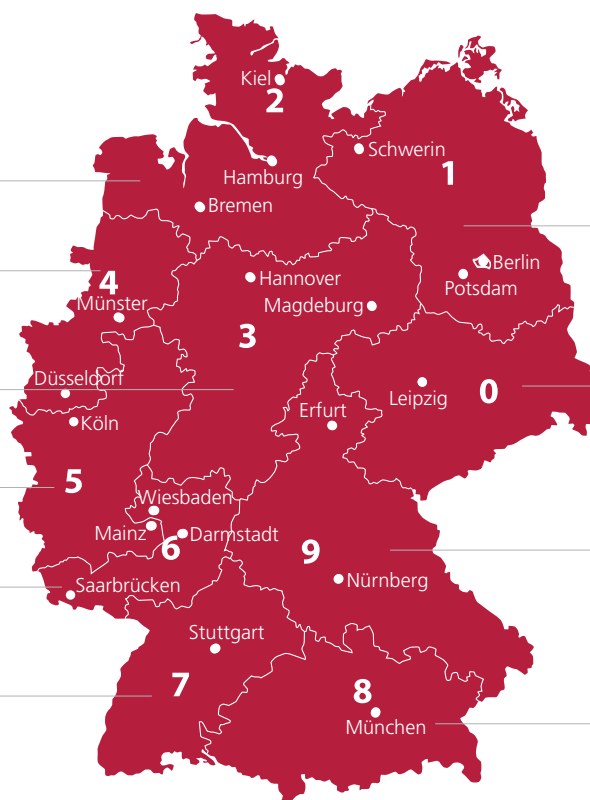 Kiel
2
Schwerin
1
Hamburg
Bremen
Berlin
Hannover
4
Potsdam
Münster
Magdeburg
3
Düsseldorf
0
Leipzig
Erfurt
Köln
5
Wiesbaden
Mainz
Darmstadt
6
9
Nürnberg
Saarbrücken
Stuttgart
7
8
München